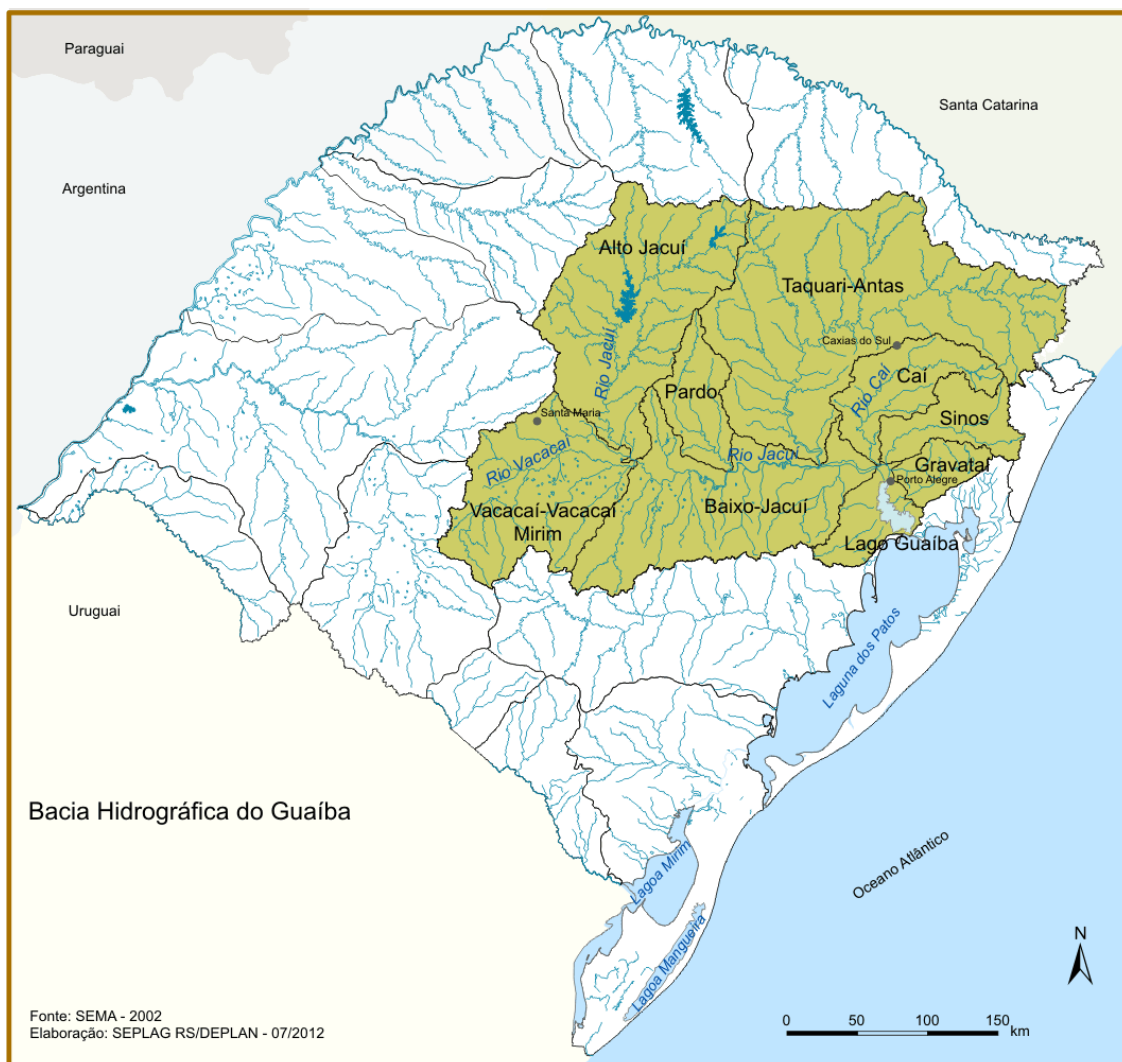 Paraguai
Santa Catarina
Argentina
Alto Jacuí
Taquari-Antas
Caxias do Sul
Rio Jacuí
Rio Caí
Caí
Pardo
Santa Maria
Sinos
Rio Vacacaí
Rio Jacuí
Gravataí
Porto Alegre
Vacacaí-Vacacaí
Mirim
Baixo-Jacuí
Lago Guaíba
Uruguai
Laguna dos Patos
Bacia Hidrográfica do Guaíba
Lagoa Mirim
Oceano Atlântico
Lagoa Mangueira
N
Fonte: SEMA - 2002
Elaboração: SEPLAG RS/DEPLAN - 07/2012
0 50 100 150
km